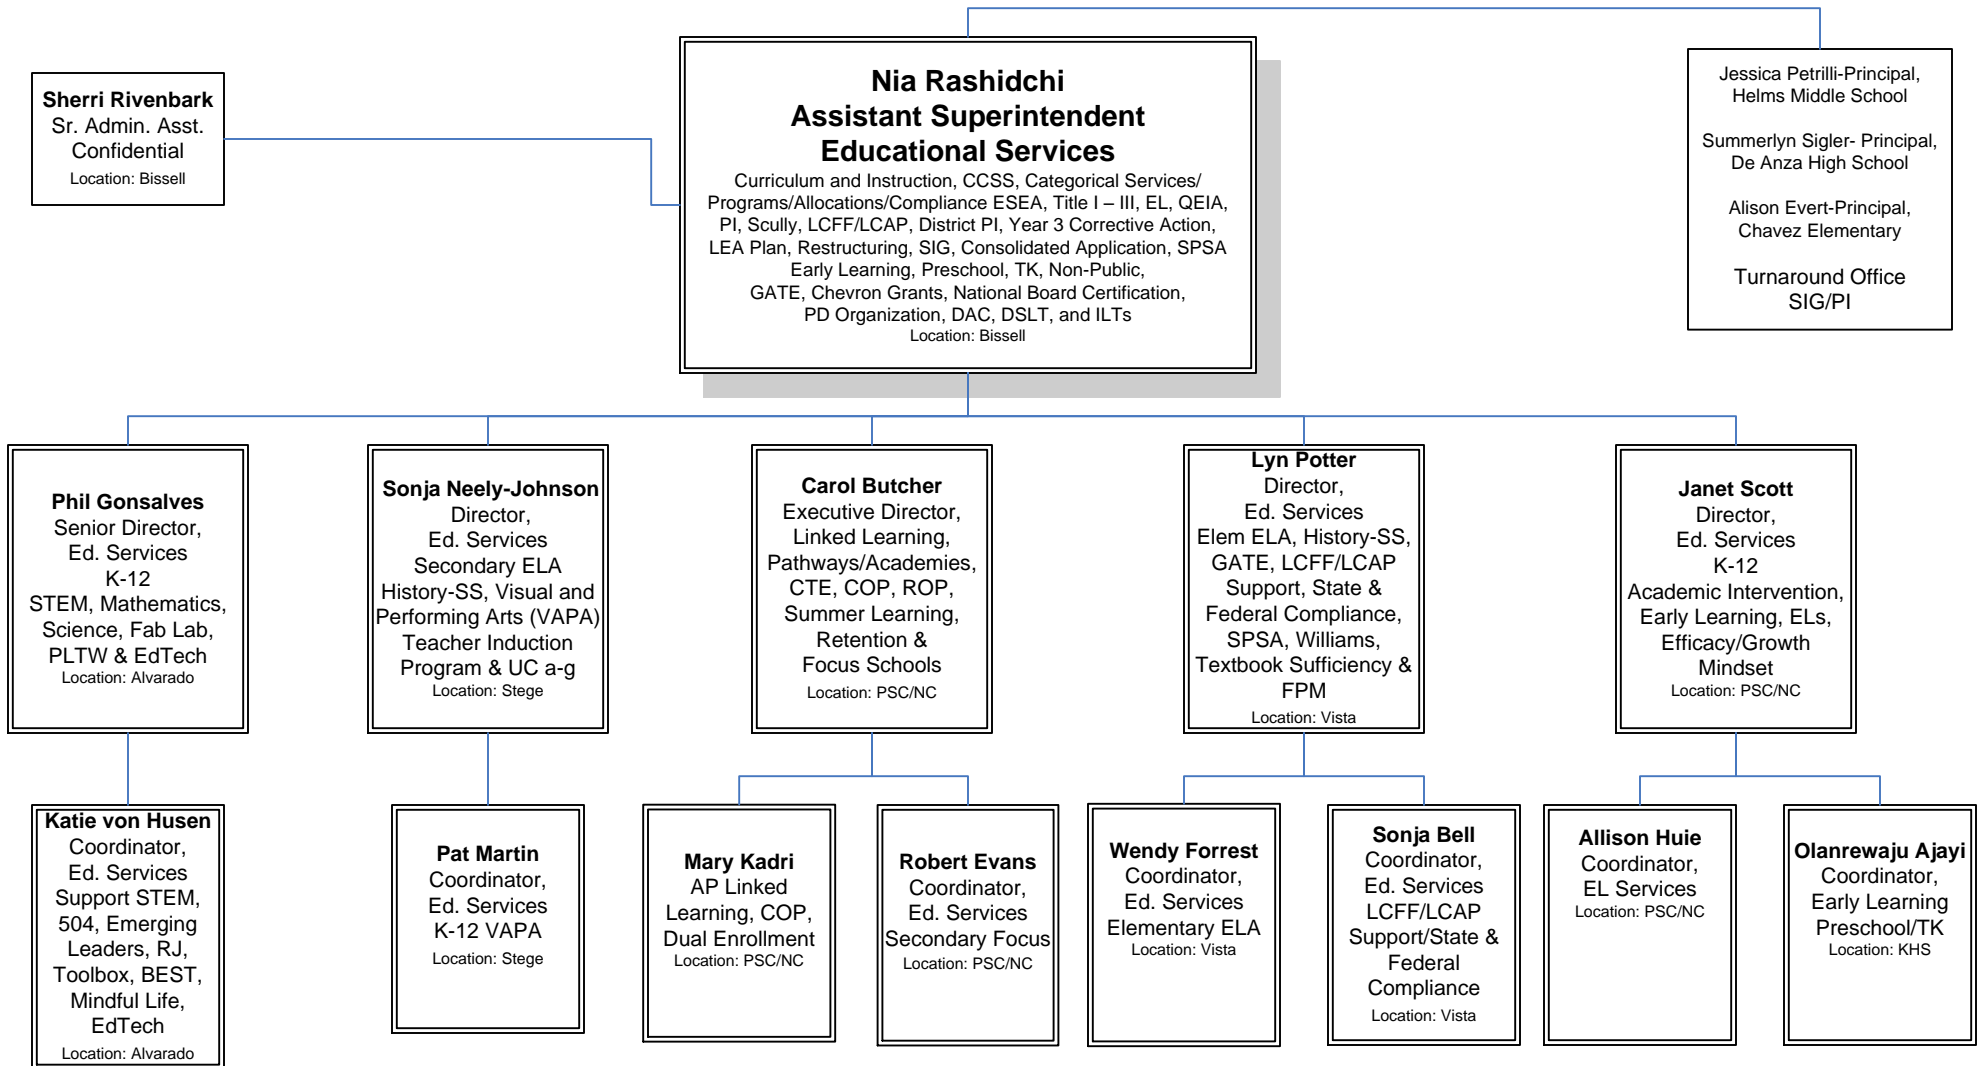 Sherri Rivenbark
Sr. Admin. Asst.
Confidential
Location: Bissell
Nia Rashidchi
Assistant Superintendent
Educational Services
Curriculum and Instruction, CCSS, Categorical Services/
Programs/Allocations/Compliance ESEA, Title I – III, EL, QEIA,
PI, Scully, LCFF/LCAP, District PI, Year 3 Corrective Action,
LEA Plan, Restructuring, SIG, Consolidated Application, SPSA
Early Learning, Preschool, TK, Non-Public,
GATE, Chevron Grants, National Board Certification,
PD Organization, DAC, DSLT, and ILTs
Location: Bissell
Jessica Petrilli-Principal,
Helms Middle School
Summerlyn Sigler- Principal,
De Anza High School
Alison Evert-Principal,
Chavez Elementary
Turnaround Office
SIG/PI
Phil Gonsalves
Senior Director,
Ed. Services
K-12
STEM, Mathematics,
Science, Fab Lab,
PLTW & EdTech
Location: Alvarado
Sonja Neely-Johnson
Director,
Ed. Services
Secondary ELA
History-SS, Visual and
Performing Arts (VAPA)
Teacher Induction
Program & UC a-g
Location: Stege
Carol Butcher
Executive Director,
Linked Learning,
Pathways/Academies,
CTE, COP, ROP,
Summer Learning,
Retention &
Focus Schools
Location: PSC/NC
Lyn Potter
Director,
Ed. Services
Elem ELA, History-SS,
GATE, LCFF/LCAP
Support, State &
Federal Compliance,
SPSA, Williams,
Textbook Sufficiency &
FPM
Location: Vista
Janet Scott
Director,
Ed. Services
K-12
Academic Intervention,
Early Learning, ELs,
Efficacy/Growth
Mindset
Location: PSC/NC
Katie von Husen
Coordinator,
Ed. Services
Support STEM,
504, Emerging
Leaders, RJ,
Toolbox, BEST,
Mindful Life,
EdTech
Location: Alvarado
Pat Martin
Coordinator,
Ed. Services
K-12 VAPA
Location: Stege
Mary Kadri
AP Linked
Learning, COP,
Dual Enrollment
Location: PSC/NC
Robert Evans
Coordinator,
Ed. Services
Secondary Focus
Location: PSC/NC
Wendy Forrest
Coordinator,
Ed. Services
Elementary ELA
Location: Vista
Sonja Bell
Coordinator,
Ed. Services
LCFF/LCAP
Support/State &
Federal
Compliance
Location: Vista
Allison Huie
Coordinator,
EL Services
Location: PSC/NC
Olanrewaju Ajayi
Coordinator,
Early Learning
Preschool/TK
Location: KHS